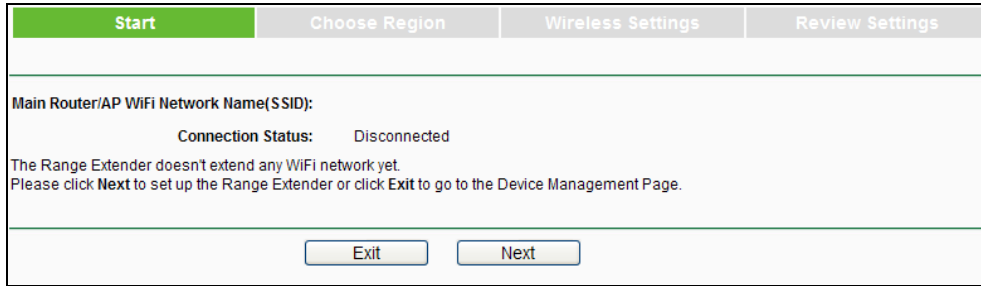 Start Choose Region Wireless Settings Review Settings
Main Router/AP WiFi Network Name(SSID):
Connection Status: Disconnected
The Range Extender doesn't extend any WiFi network yet.
Please click Next to set up the Range Extender or click Exit to go to the Device Management Page.
Exit Next